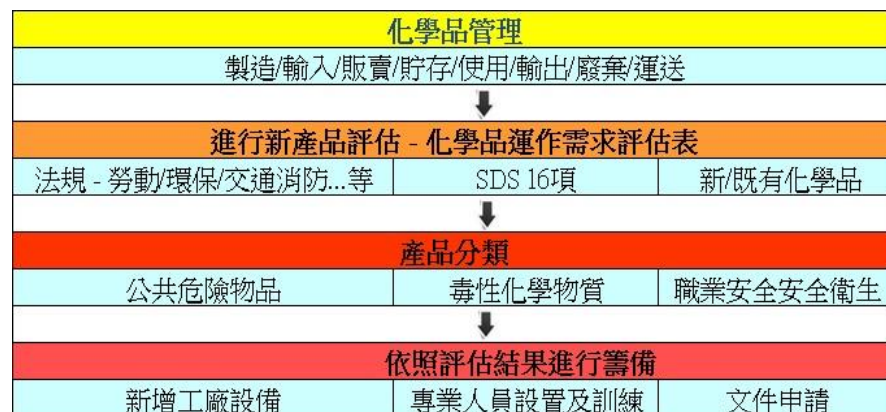 化學品管理
製造/輸入/販賣/貯存/使用/輸出/廢棄/運送
進行新產品評估 - 化學品運作需求評估表
法規 - 勞動/環保/交通消防...等 SDS 16項 新/既有化學品
產品分類
公共危險物品 毒性化學物質 職業安全安全衛生
依照評估結果進行籌備
新增工廠設備 專業人員設置及訓練 文件申請